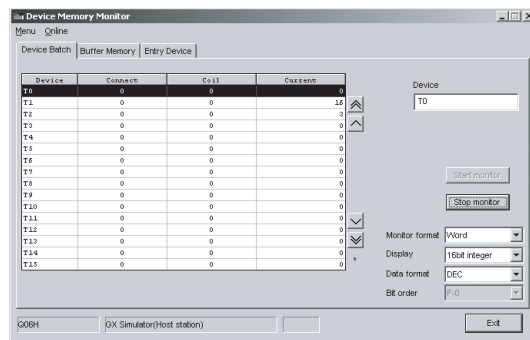 Device Memory Monitor
Menu Online
Device Batch Buffer Memory Entry Device
Device Connect Coil Current
T0 0 0 0
T1 0 0 16
T2 0 0 3
T3 0 0 0
T4 0 0 0
T5 0 0 0
T6 0 0 0
T7 0 0 0
T8 0 0 0
T9 0 0 0
T10 0 0 0
T11 0 0 0
T12 0 0 0
T13 0 0 0
T14 0 0 0
T15 0 0 0
*
Device
T0
Start monitor
Stop monitor
Monitor format Word
Display 16bit integer
Data format DEC
Bit order F-0
Q06H GX Simulator(Host station) Exit